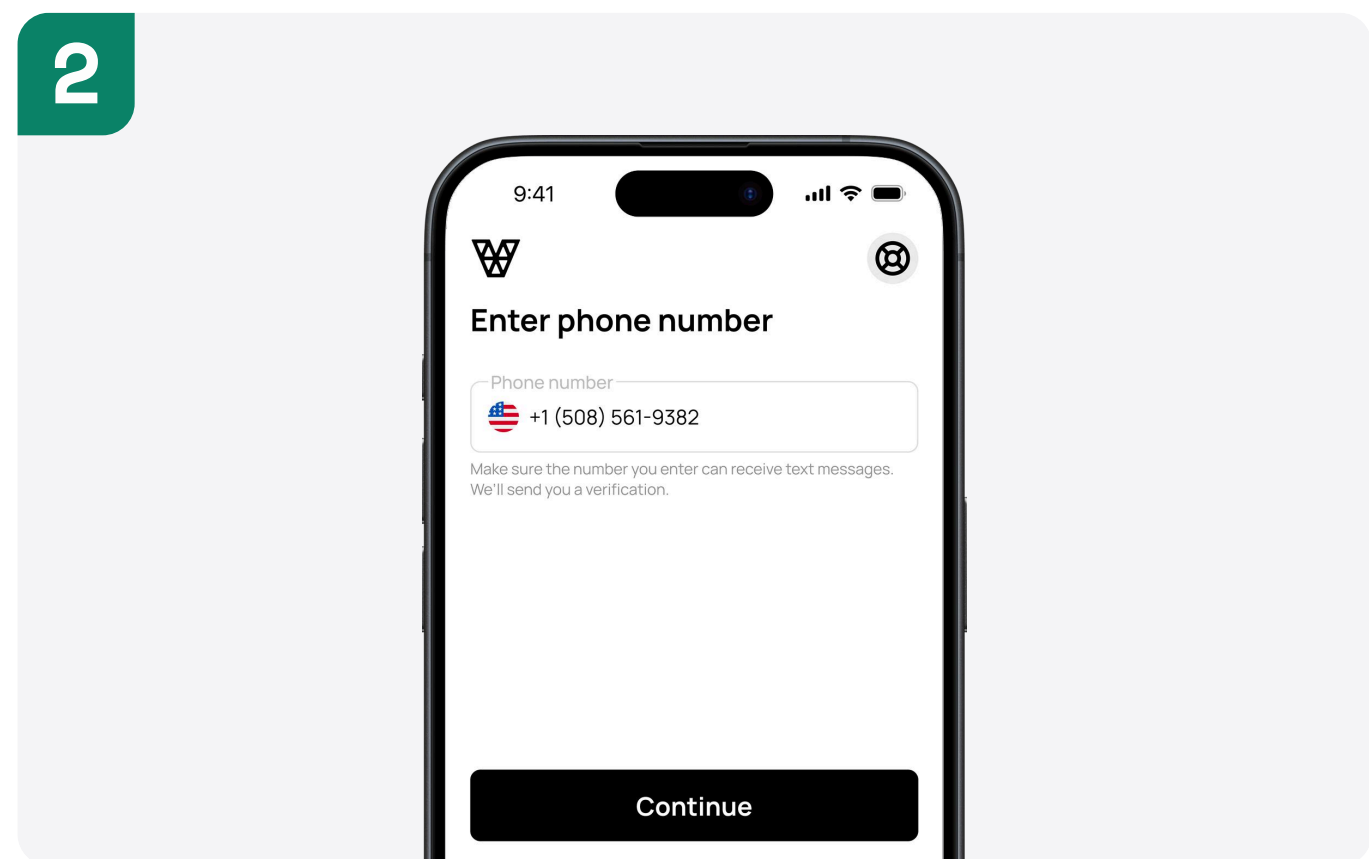 2
9:41
Enter phone number
Phone number
+1 (508) 561-9382
Make sure the number you enter can receive text messages.
We'll send you a verification.
Continue